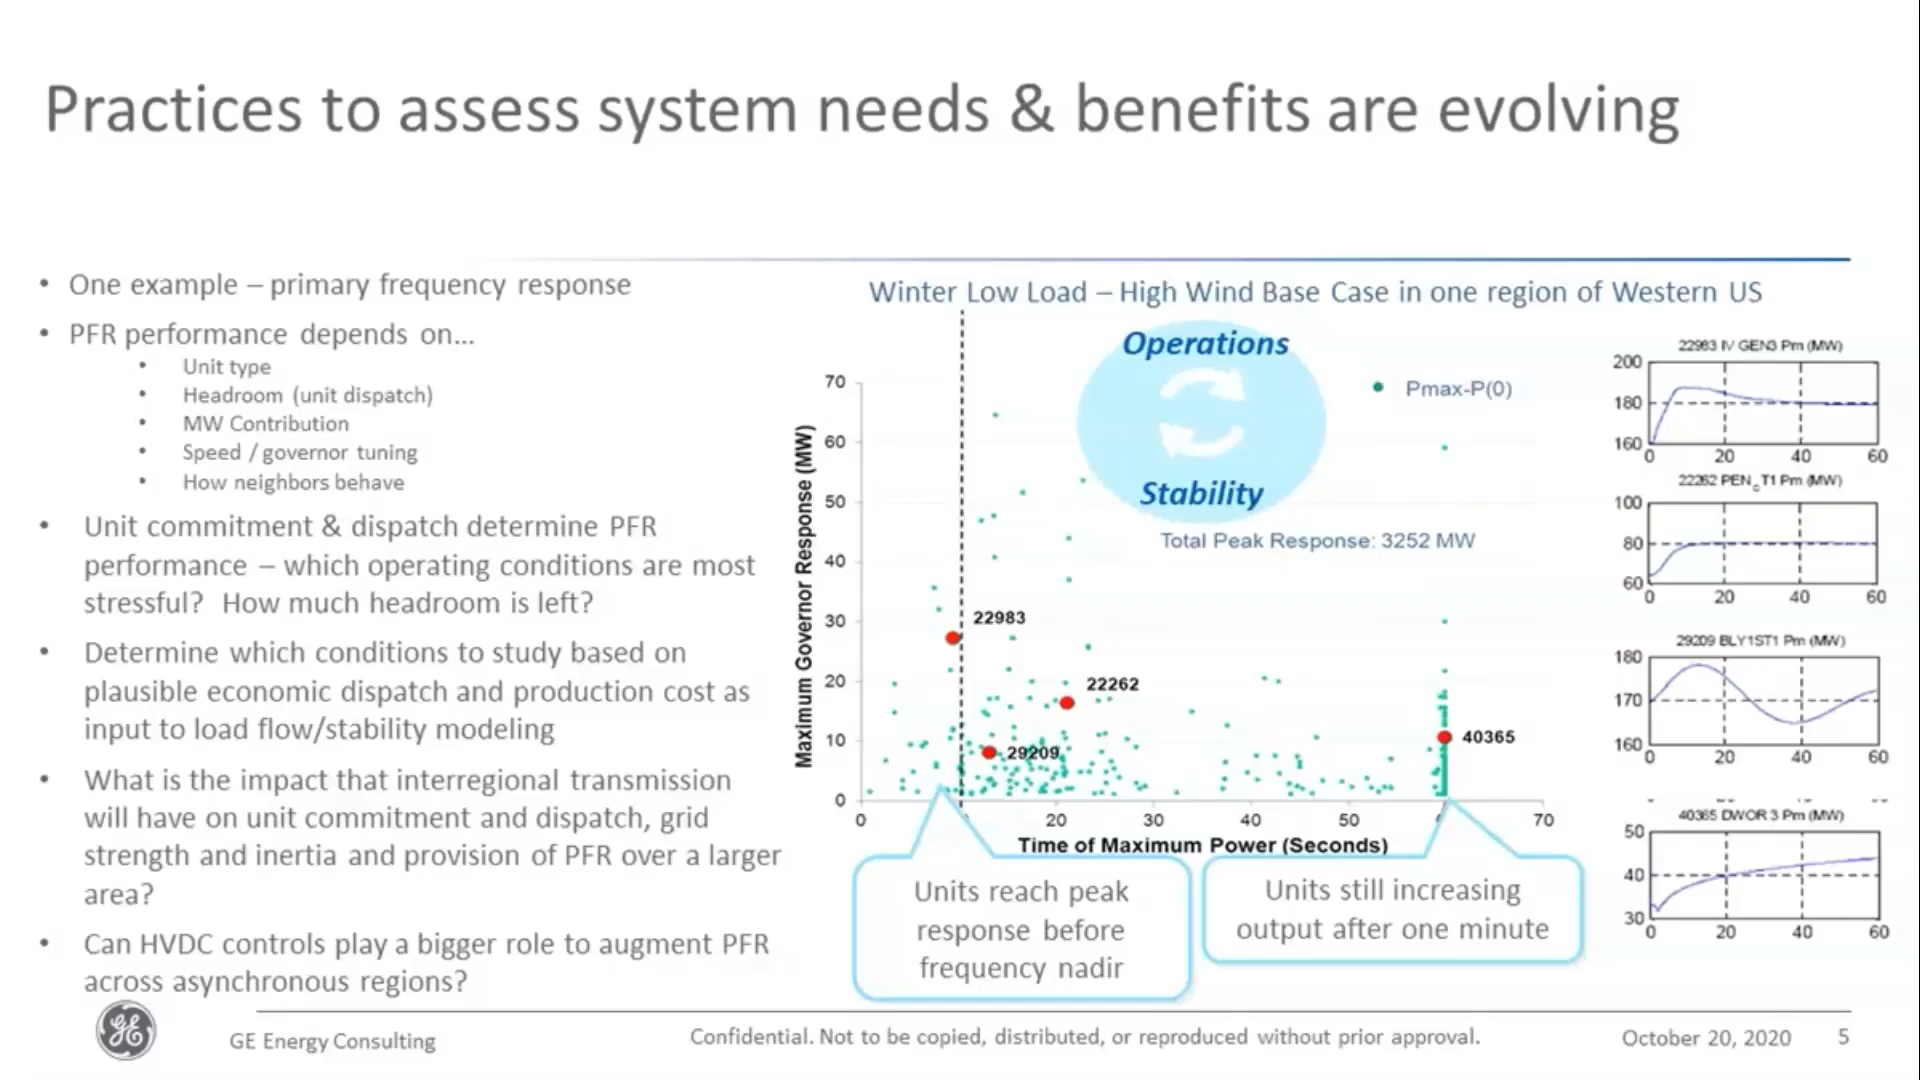 Practices to assess system needs & benefits are evolving
• One example – primary frequency response
• PFR performance depends on...
• Unit type
• Headroom (unit dispatch)
• MW Contribution
• Speed / governor tuning
• How neighbors behave
• Unit commitment & dispatch determine PFR
performance – which operating conditions are most
stressful? How much headroom is left?
• Determine which conditions to study based on
plausible economic dispatch and production cost as
input to load flow/stability modeling
• What is the impact that interregional transmission
will have on unit commitment and dispatch, grid
strength and inertia and provision of PFR over a larger
area?
• Can HVDC controls play a bigger role to augment PFR
across asynchronous regions?
Winter Low Load – High Wind Base Case in one region of Western US
Operations
Stability
Pmax-P(0)
Total Peak Response: 3252 MW
Maximum Governor Response (MW)
70
60
50
40
30
20
10
0
22983
22262
29209
40365
0 20 30 40 50 70
Time of Maximum Power (Seconds)
Units reach peak
response before
frequency nadir
Units still increasing
output after one minute
22983 IV GEN3 Pm (MW)
200
180
160
0 20 40 60
22262 PEN T1 Pm (MW)
100
80
60
0 20 40 60
29209 BLY1ST1 Pm (MW)
180
170
160
0 20 40 60
40365 DWOR 3 Pm (MW)
50
40
30
0 20 40 60
GE
GE Energy Consulting
Confidential. Not to be copied, distributed, or reproduced without prior approval.
October 20, 2020
5